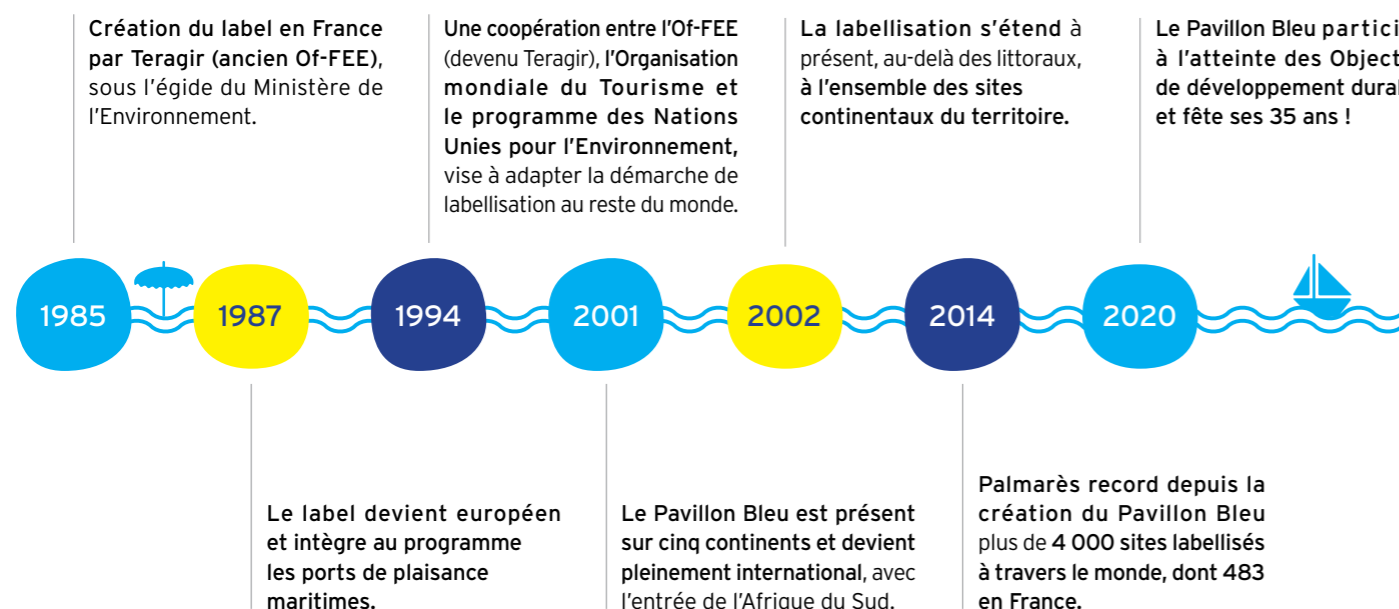 Création du label en France
par Teragir (ancien Of-FEE),
sous l'égide du Ministère de
l'Environnement.
Une coopération entre l'Of-FEE
(devenu Teragir), l'Organisation
mondiale du Tourisme et
le programme des Nations
Unies pour l'Environnement,
vise à adapter la démarche de
labellisation au reste du monde.
La labellisation s'étend à
présent, au-delà des littoraux,
à l'ensemble des sites
continentaux du territoire.
Le Pavillon Bleu partici
à l'atteinte des Object
de développement dura
et fête ses 35 ans !
1985
1987
1994
2001
2002
2014
2020
Le label devient européen
et intègre au programme
les ports de plaisance
maritimes.
Le Pavillon Bleu est présent
sur cinq continents et devient
pleinement international, avec
l'entrée de l'Afrique du Sud.
Palmarès record depuis la
création du Pavillon Bleu
plus de 4 000 sites labellisés
à travers le monde, dont 483
en France.